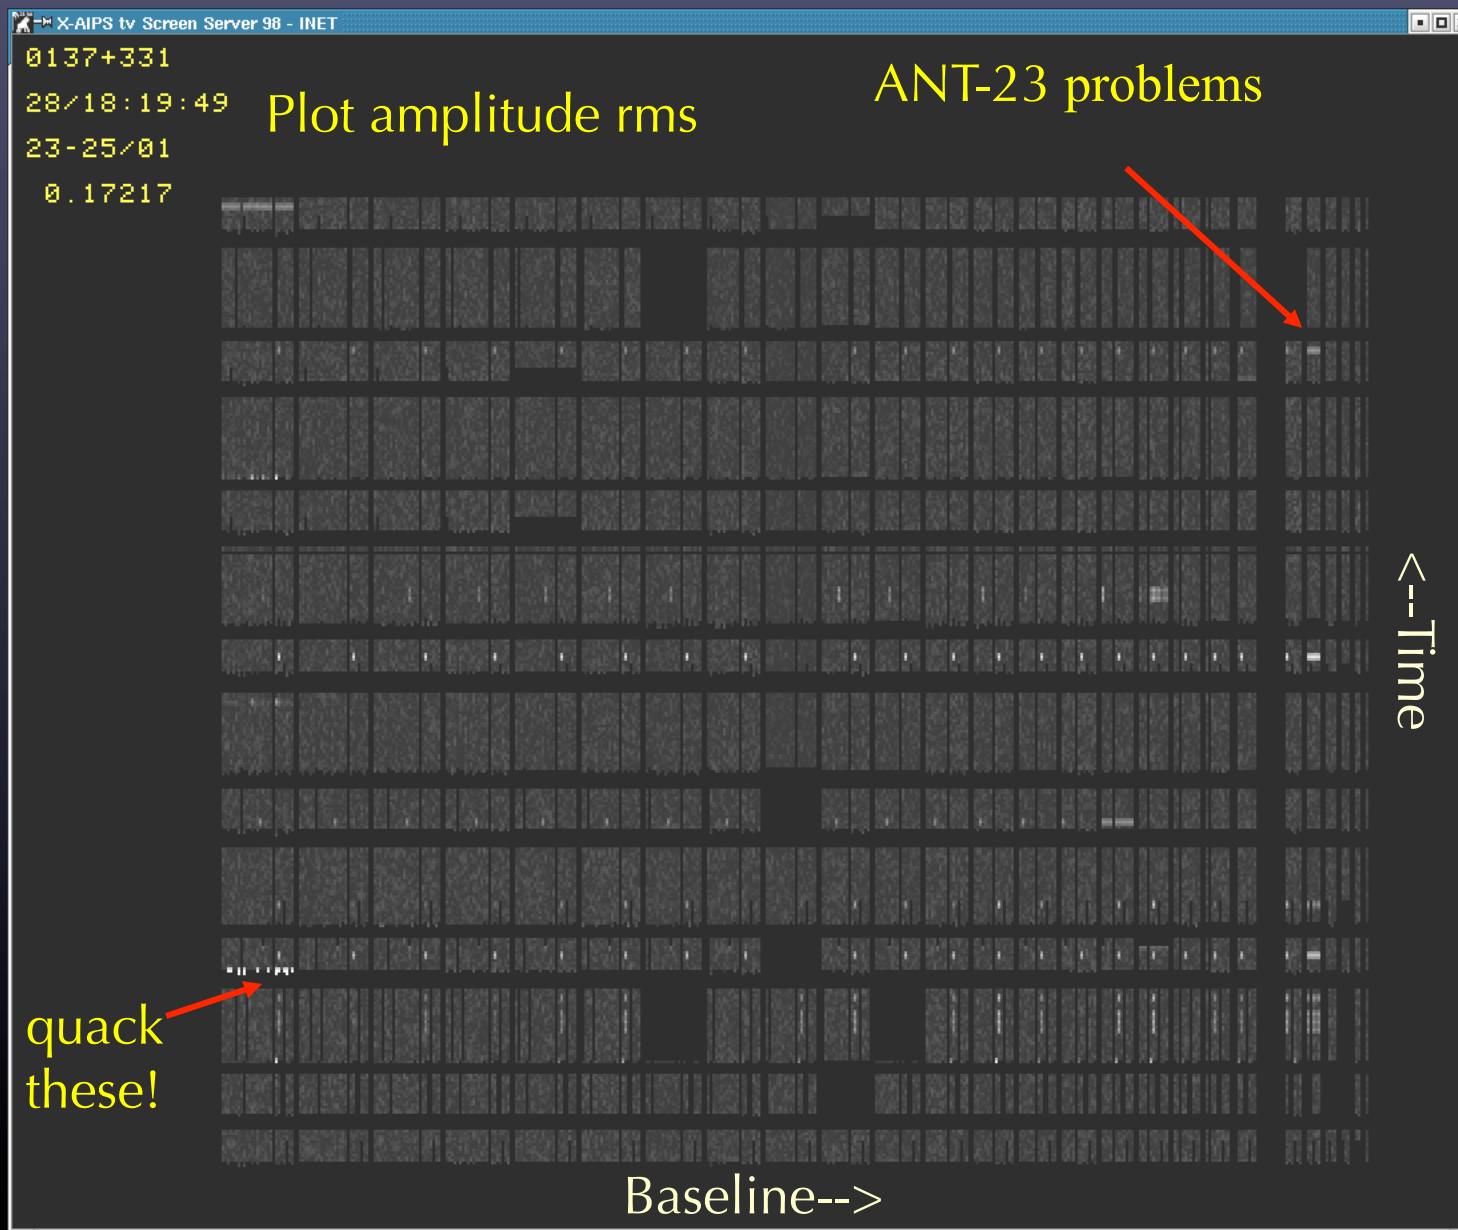 X-AIPS tv Screen Server 98 - INET
0137+331
28/18:19:49
23-25/01
0.17217
Plot amplitude rms
ANT-23 problems
<--Time
quack
these!
Baseline-->